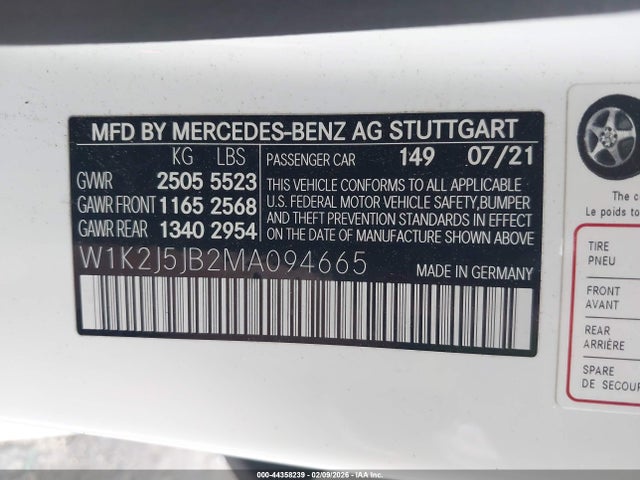 MFD BY MERCEDES-BENZ AG STUTTGART
KG LBS PASSENGER CAR 149 07/21
GVWR 2505 5523
GAWR FRONT 1165 2568
GAWR REAR 1340 2954
THIS VEHICLE CONFORMS TO ALL APPLICABLE
U.S. FEDERAL MOTOR VEHICLE SAFETY,BUMPER
AND THEFT PREVENTION STANDARDS IN EFFECT
ON THE DATE OF MANUFACTURE SHOWN ABOVE.
W1K2J5JB2MA094665
MADE IN GERMANY
The
Le poids to
TIRE
PNEU
FRONT
AVANT
REAR
ARRIÈRE
SPARE
DE SECOUR
000-44358239 - 02/09/2026 - IAAI.COM